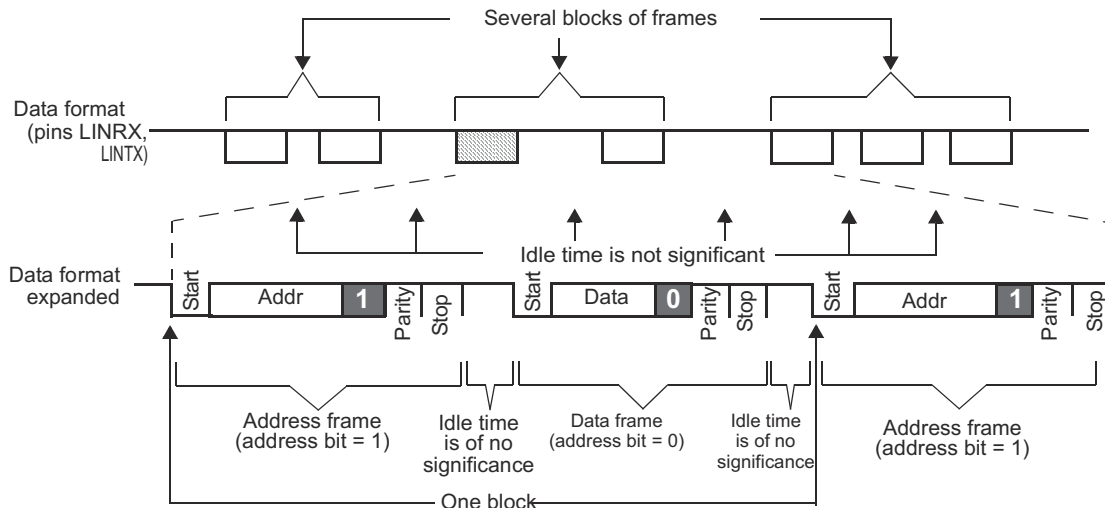 Several blocks of frames
Data format
(pins LINRX,
LINTX)
Idle time is not significant
Data format
expanded
Start
Addr
1
Parity
Stop
Start
Data
0
Parity
Stop
Start
Addr
1
Parity
Stop
Address frame
(address bit = 1)
Idle time
is of no
significance
Data frame
(address bit = 0)
Idle time
is of no
significance
Address frame
(address bit = 1)
One block